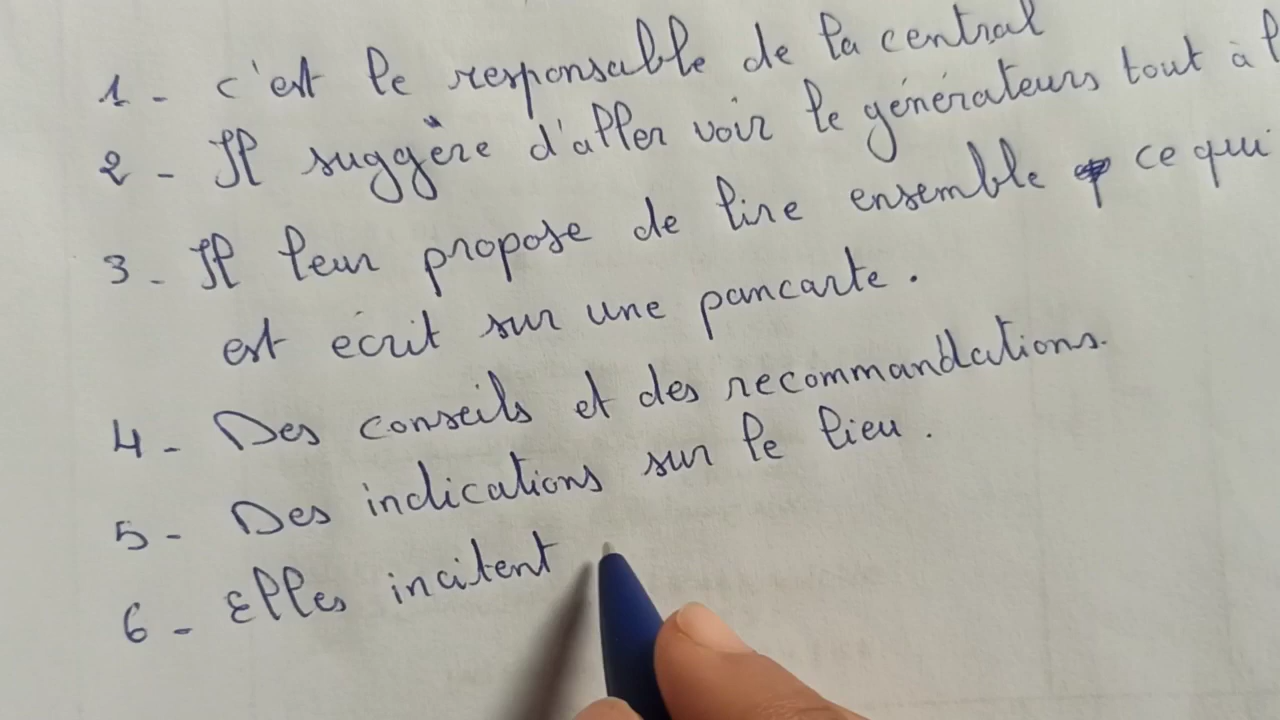 1 - c'est le responsable de la central
2 - Il suggère d'aller voir le générateurs tout à l
3 - Il leur propose de lire ensemble ce qui
est écrit sur une pancarte.
4 - Des conseils et des recommandations.
5 - Des indications sur le lieu.
6 - Elles incitent